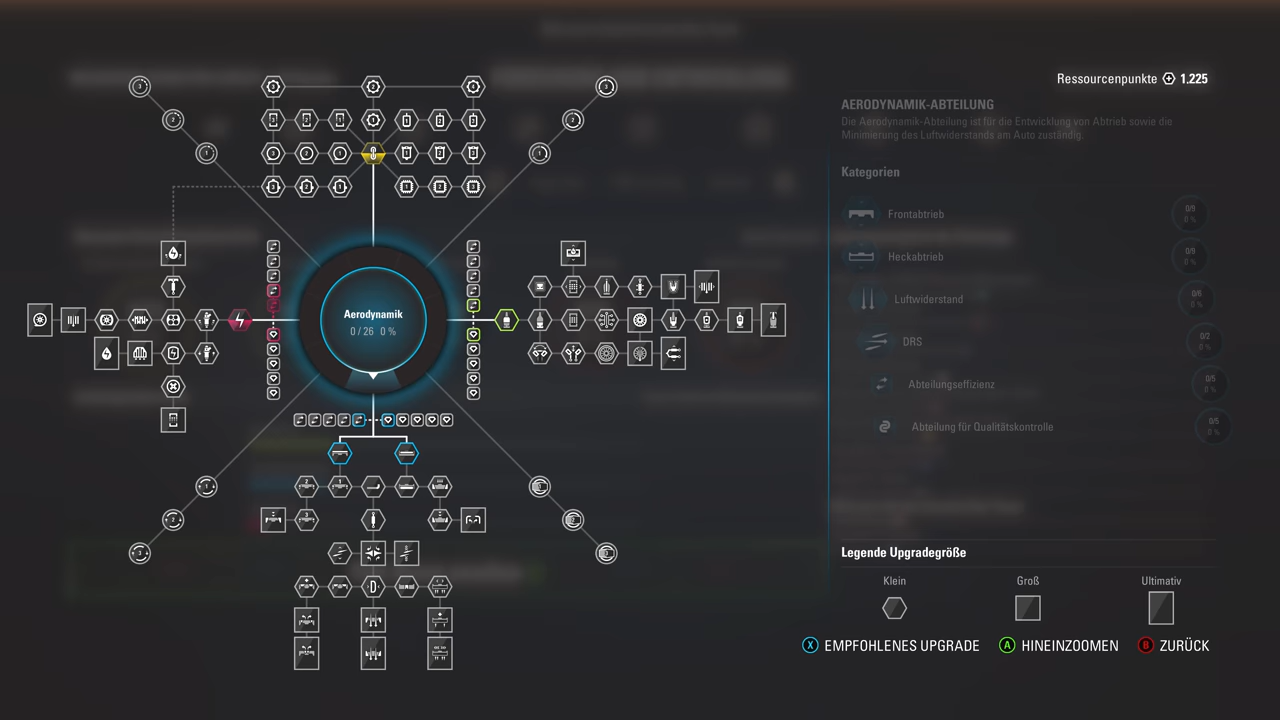 Ressourcenpunkte 1.225
AERODYNAMIK-ABTEILUNG
Die Aerodynamik-Abteilung ist für die Entwicklung von Abtrieb sowie die
Minimierung des Luftwiderstands am Auto zuständig.
Kategorien
Frontabtrieb 0/9 0 %
Heckabtrieb 0/9 0 %
Luftwiderstand 0/6 0 %
DRS 0/2 0 %
Abteilungseffizienz 0/5 0 %
Abteilung für Qualitätskontrolle 0/5 0 %
Aerodynamik
0 / 26 0 %
Legende Upgradegröße
Klein Groß Ultimativ
X EMPFOHLENES UPGRADE A HINEINZOOMEN B ZURÜCK